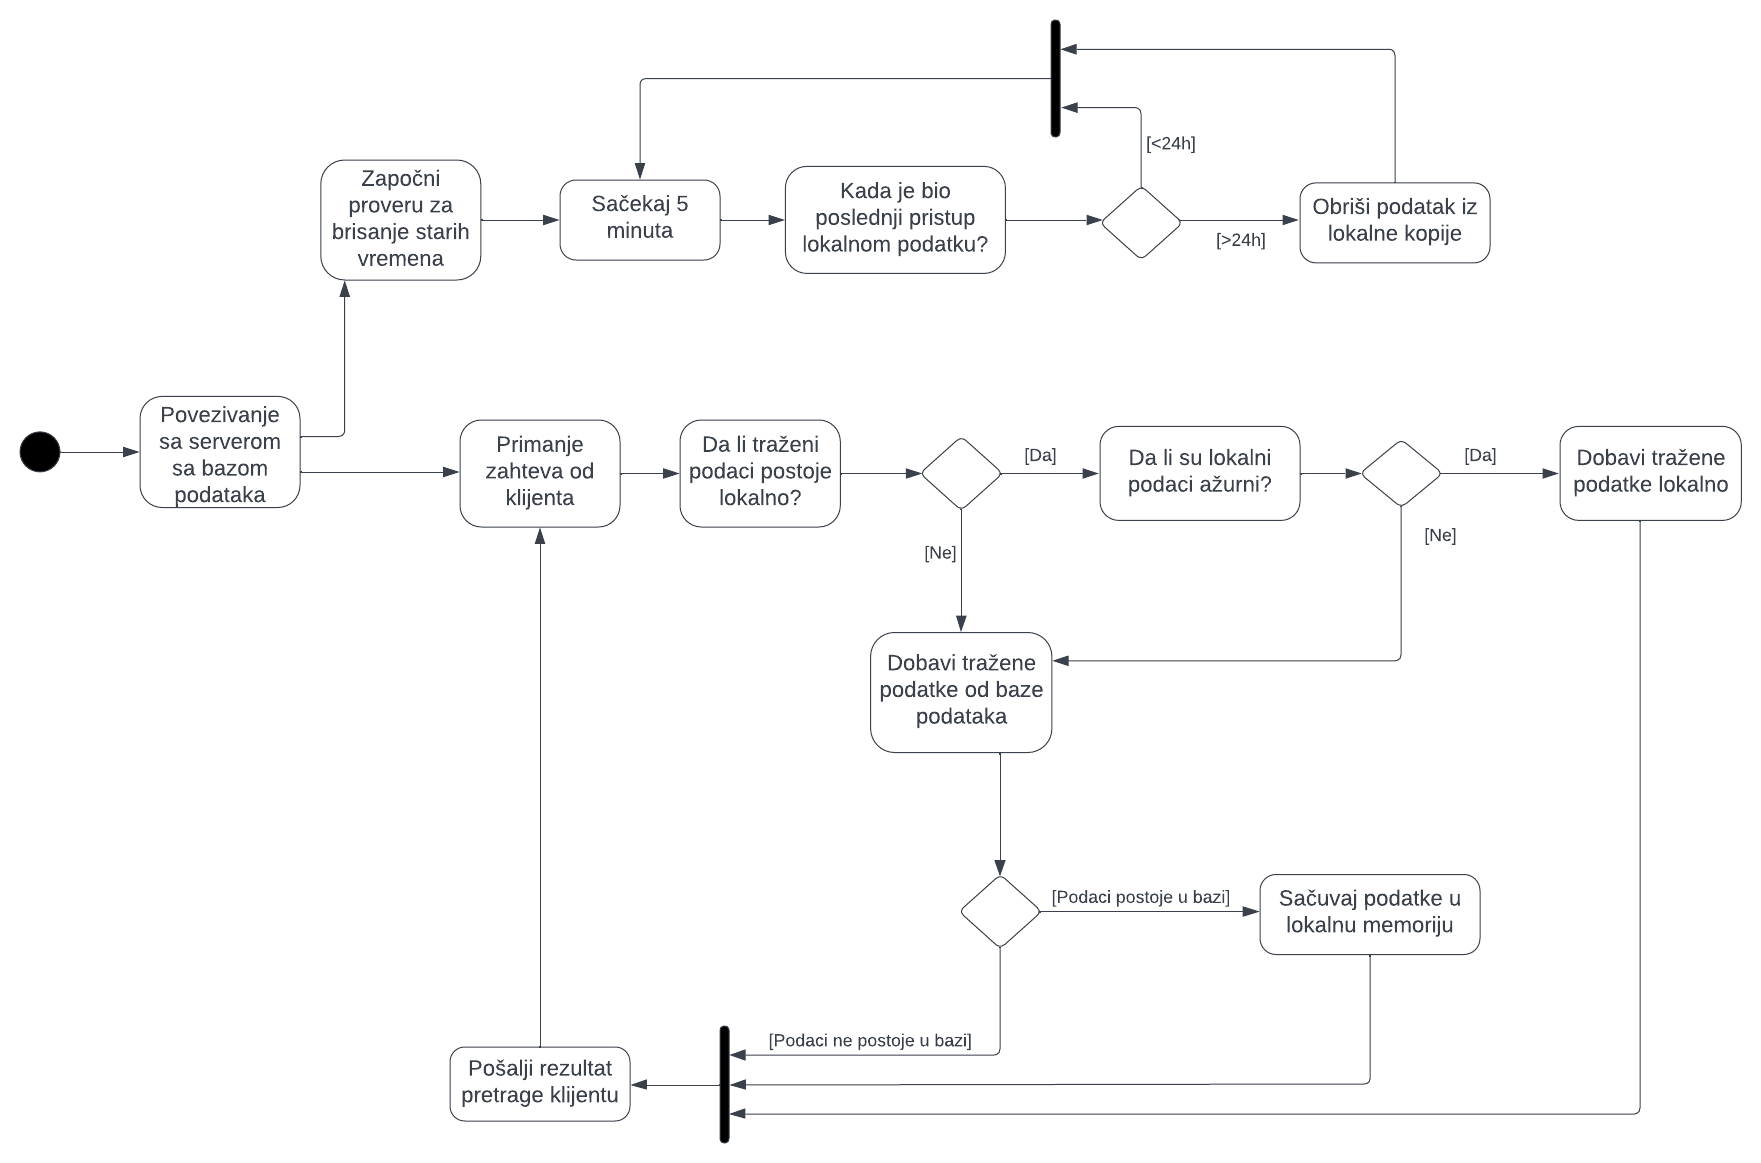 [<24h]
Započni
proveru za
brisanje starih
vremena
Sačekaj 5
minuta
Kada je bio
poslednji pristup
lokalnom podatku?
[>24h]
Obriši podatak iz
lokalne kopije
Povezivanje
sa serverom
sa bazom
podataka
Primanje
zahteva od
klijenta
Da li traženi
podaci postoje
lokalno?
[Da]
Da li su lokalni
podaci ažurni?
[Da]
Dobavi tražene
podatke lokalno
[Ne]
[Ne]
Dobavi tražene
podatke od baze
podataka
[Podaci postoje u bazi]
Sačuvaj podatke u
lokalnu memoriju
[Podaci ne postoje u bazi]
Pošalji rezultat
pretrage klijentu